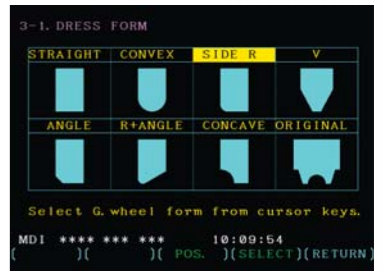 3-1. DRESS FORM
STRAIGHT CONVEX SIDE R V
ANGLE R+ANGLE CONCAVE ORIGINAL
Select G. wheel form from cursor keys.
MDI **** *** *** 10:09:54
( )( )( POS. )(SELECT)(RETURN)